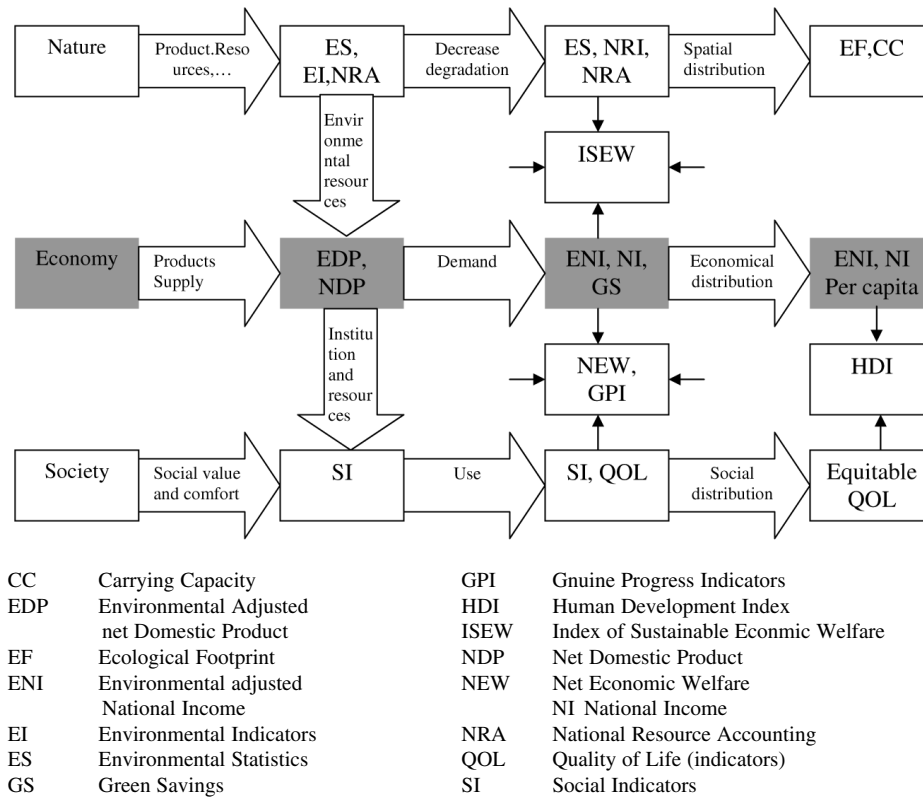 Nature
Product.Reso
urces,…
ES,
EI,NRA
Decrease
degradation
ES, NRI,
NRA
Spatial
distribution
EF,CC
Environme
ntal
resour
ces
ISEW
Economy
Products
Supply
EDP,
NDP
Demand
ENI, NI,
GS
Economical
distribution
ENI, NI
Per capita
Institu
tion and
resour
ces
NEW,
GPI
HDI
Society
Social value
and comfort
SI
Use
SI, QOL
Social
distribution
Equitable
QOL
CC Carrying Capacity
EDP Environmental Adjusted
net Domestic Product
EF Ecological Footprint
ENI Environmental adjusted
National Income
EI Environmental Indicators
ES Environmental Statistics
GS Green Savings
GPI Gnuine Progress Indicators
HDI Human Development Index
ISEW Index of Sustainable Econmic Welfare
NDP Net Domestic Product
NEW Net Economic Welfare
NI National Income
NRA National Resource Accounting
QOL Quality of Life (indicators)
SI Social Indicators